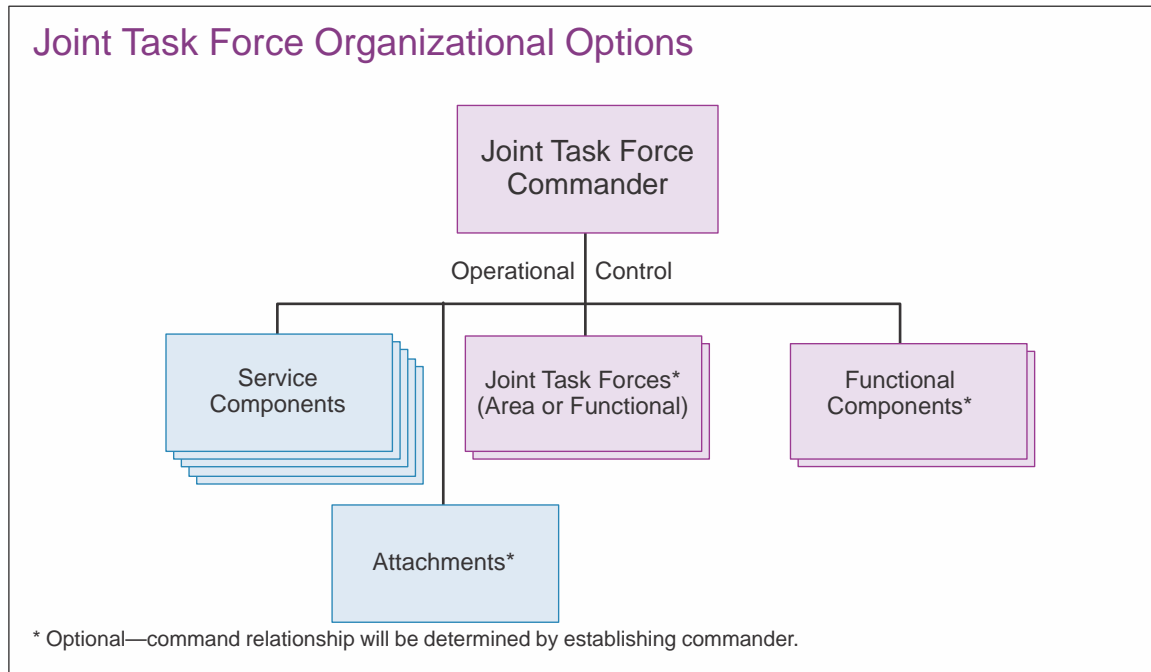 Joint Task Force Organizational Options
Joint Task Force
Commander
Operational Control
Service
Components
Joint Task Forces*
(Area or Functional)
Functional
Components*
Attachments*
* Optional—command relationship will be determined by establishing commander.